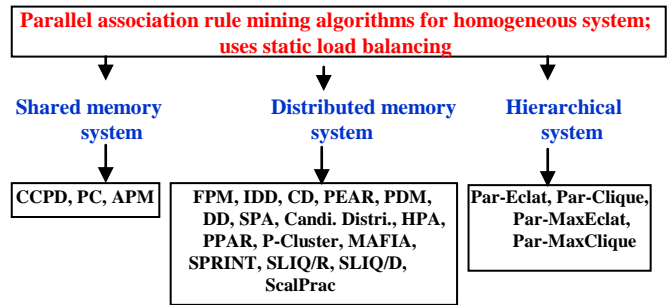 Parallel association rule mining algorithms for homogeneous system;
uses static load balancing
Shared memory
system
Distributed memory
system
Hierarchical
system
CCPD, PC, APM
FPM, IDD, CD, PEAR, PDM,
DD, SPA, Candi. Distri., HPA,
PPAR, P-Cluster, MAFIA,
SPRINT, SLIQ/R, SLIQ/D,
ScalPrac
Par-Eclat, Par-Clique,
Par-MaxEclat,
Par-MaxClique